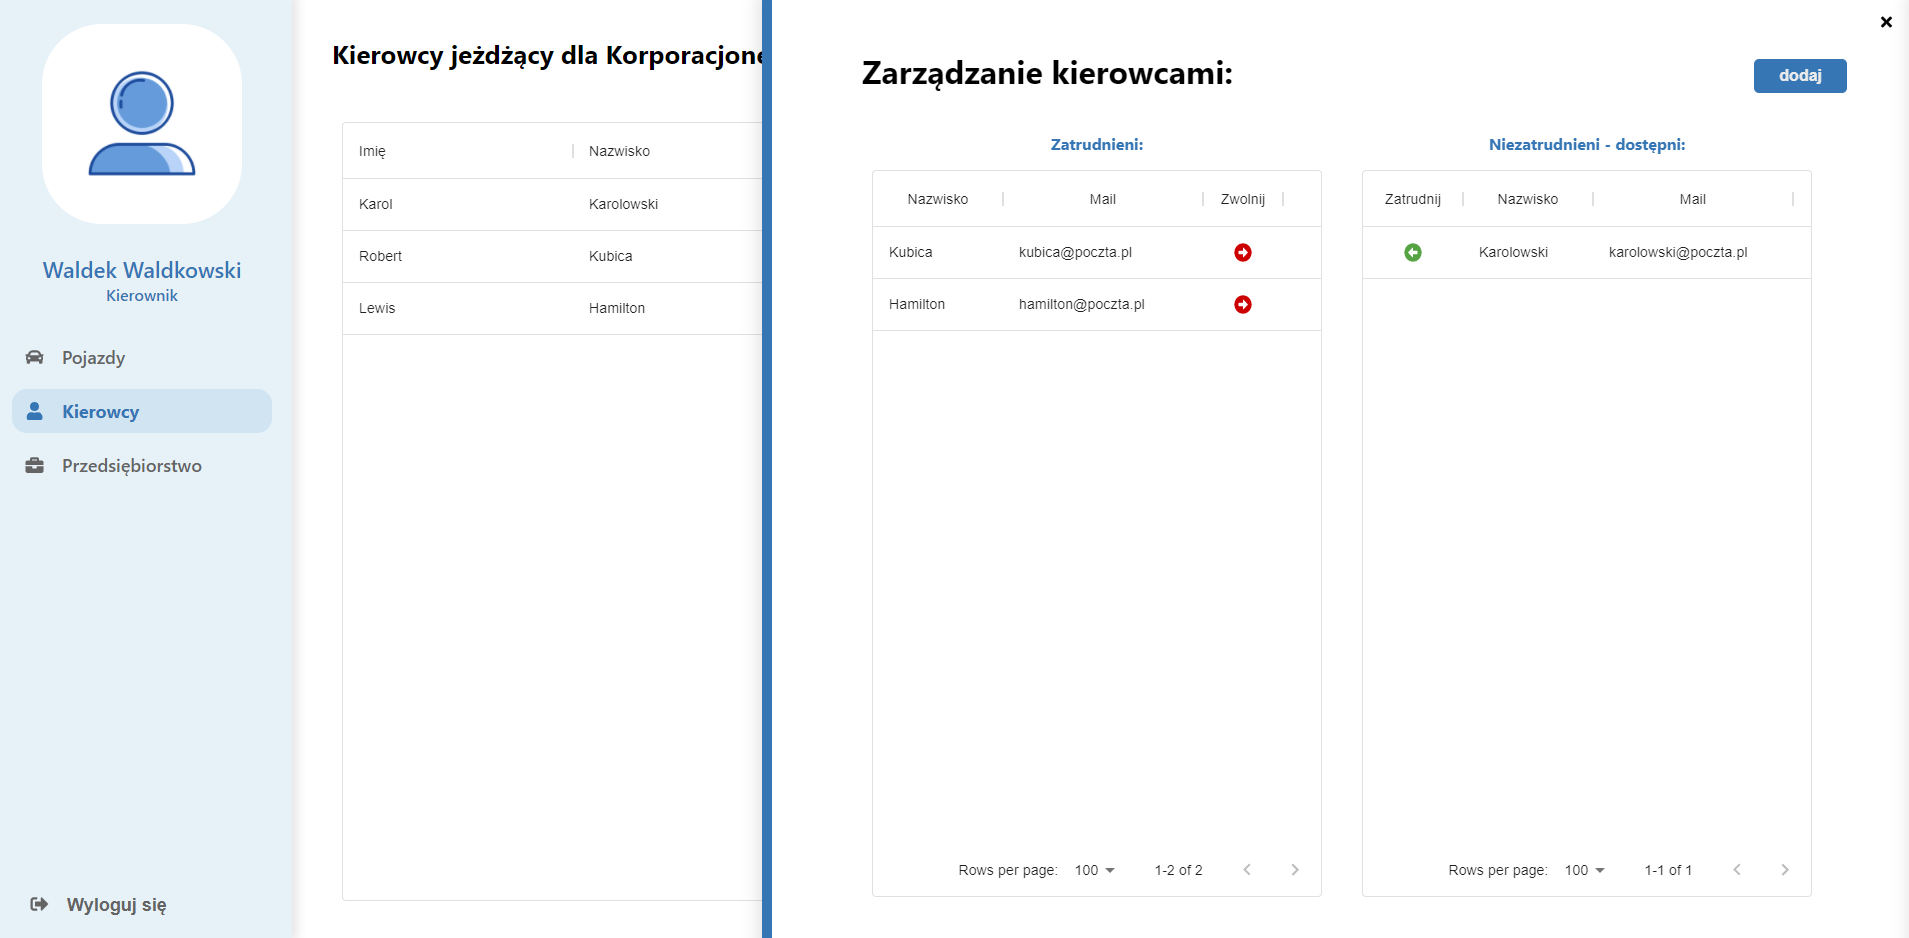 Waldek Waldkowski
Kierownik
Pojazdy
Kierowcy
Przedsiębiorstwo
Wyloguj się
Kierowcy jeżdżący dla Korporacjone
Imię Nazwisko
Karol Karolowski
Robert Kubica
Lewis Hamilton
Zarządzanie kierowcami:
dodaj
Zatrudnieni:
Nazwisko Mail Zwolnij
Kubica kubica@poczta.pl
Hamilton hamilton@poczta.pl
Rows per page: 100 1-2 of 2
Niezatrudnieni - dostępni:
Zatrudnij Nazwisko Mail
Karolowski karolowski@poczta.pl
Rows per page: 100 1-1 of 1